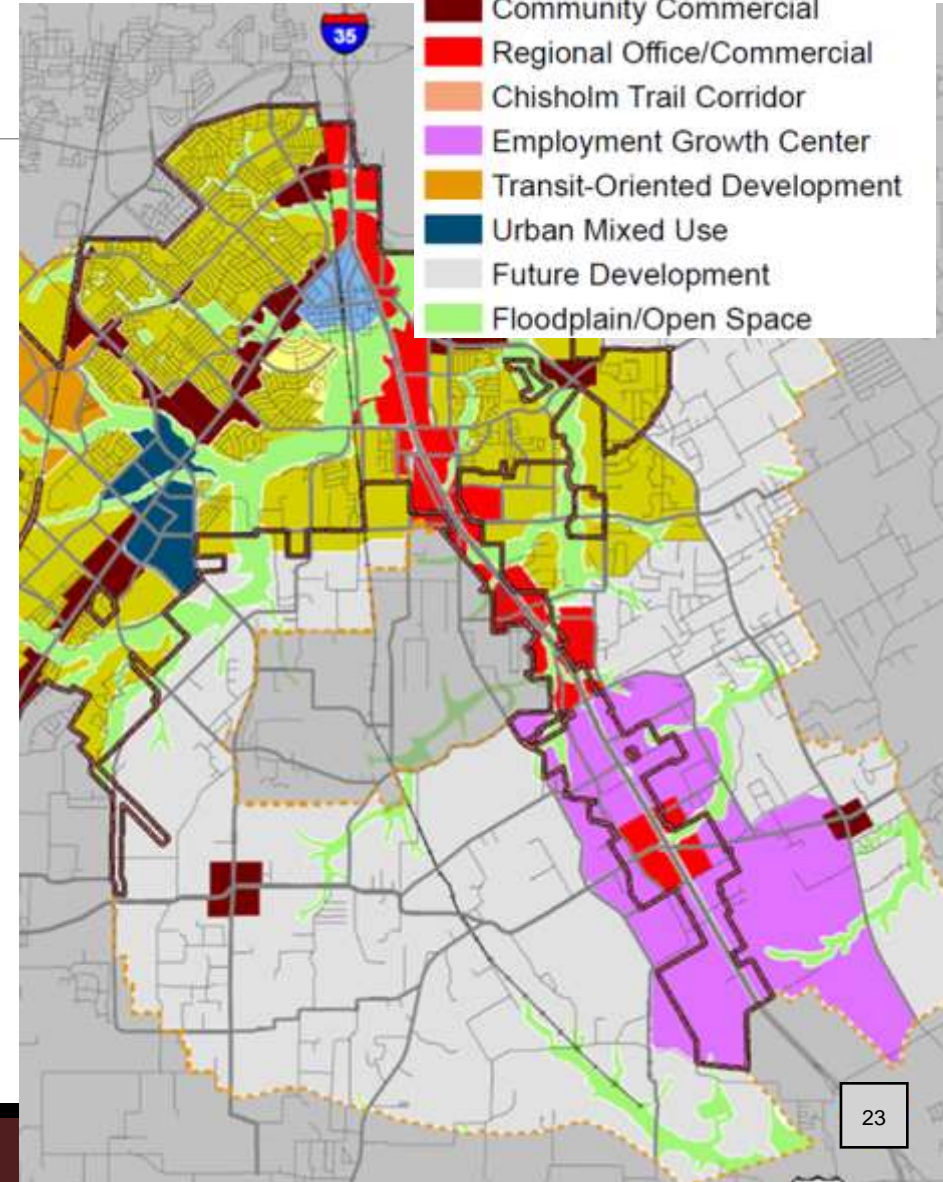 35
Community Commercial
Regional Office/Commercial
Chisholm Trail Corridor
Employment Growth Center
Transit-Oriented Development
Urban Mixed Use
Future Development
Floodplain/Open Space
23